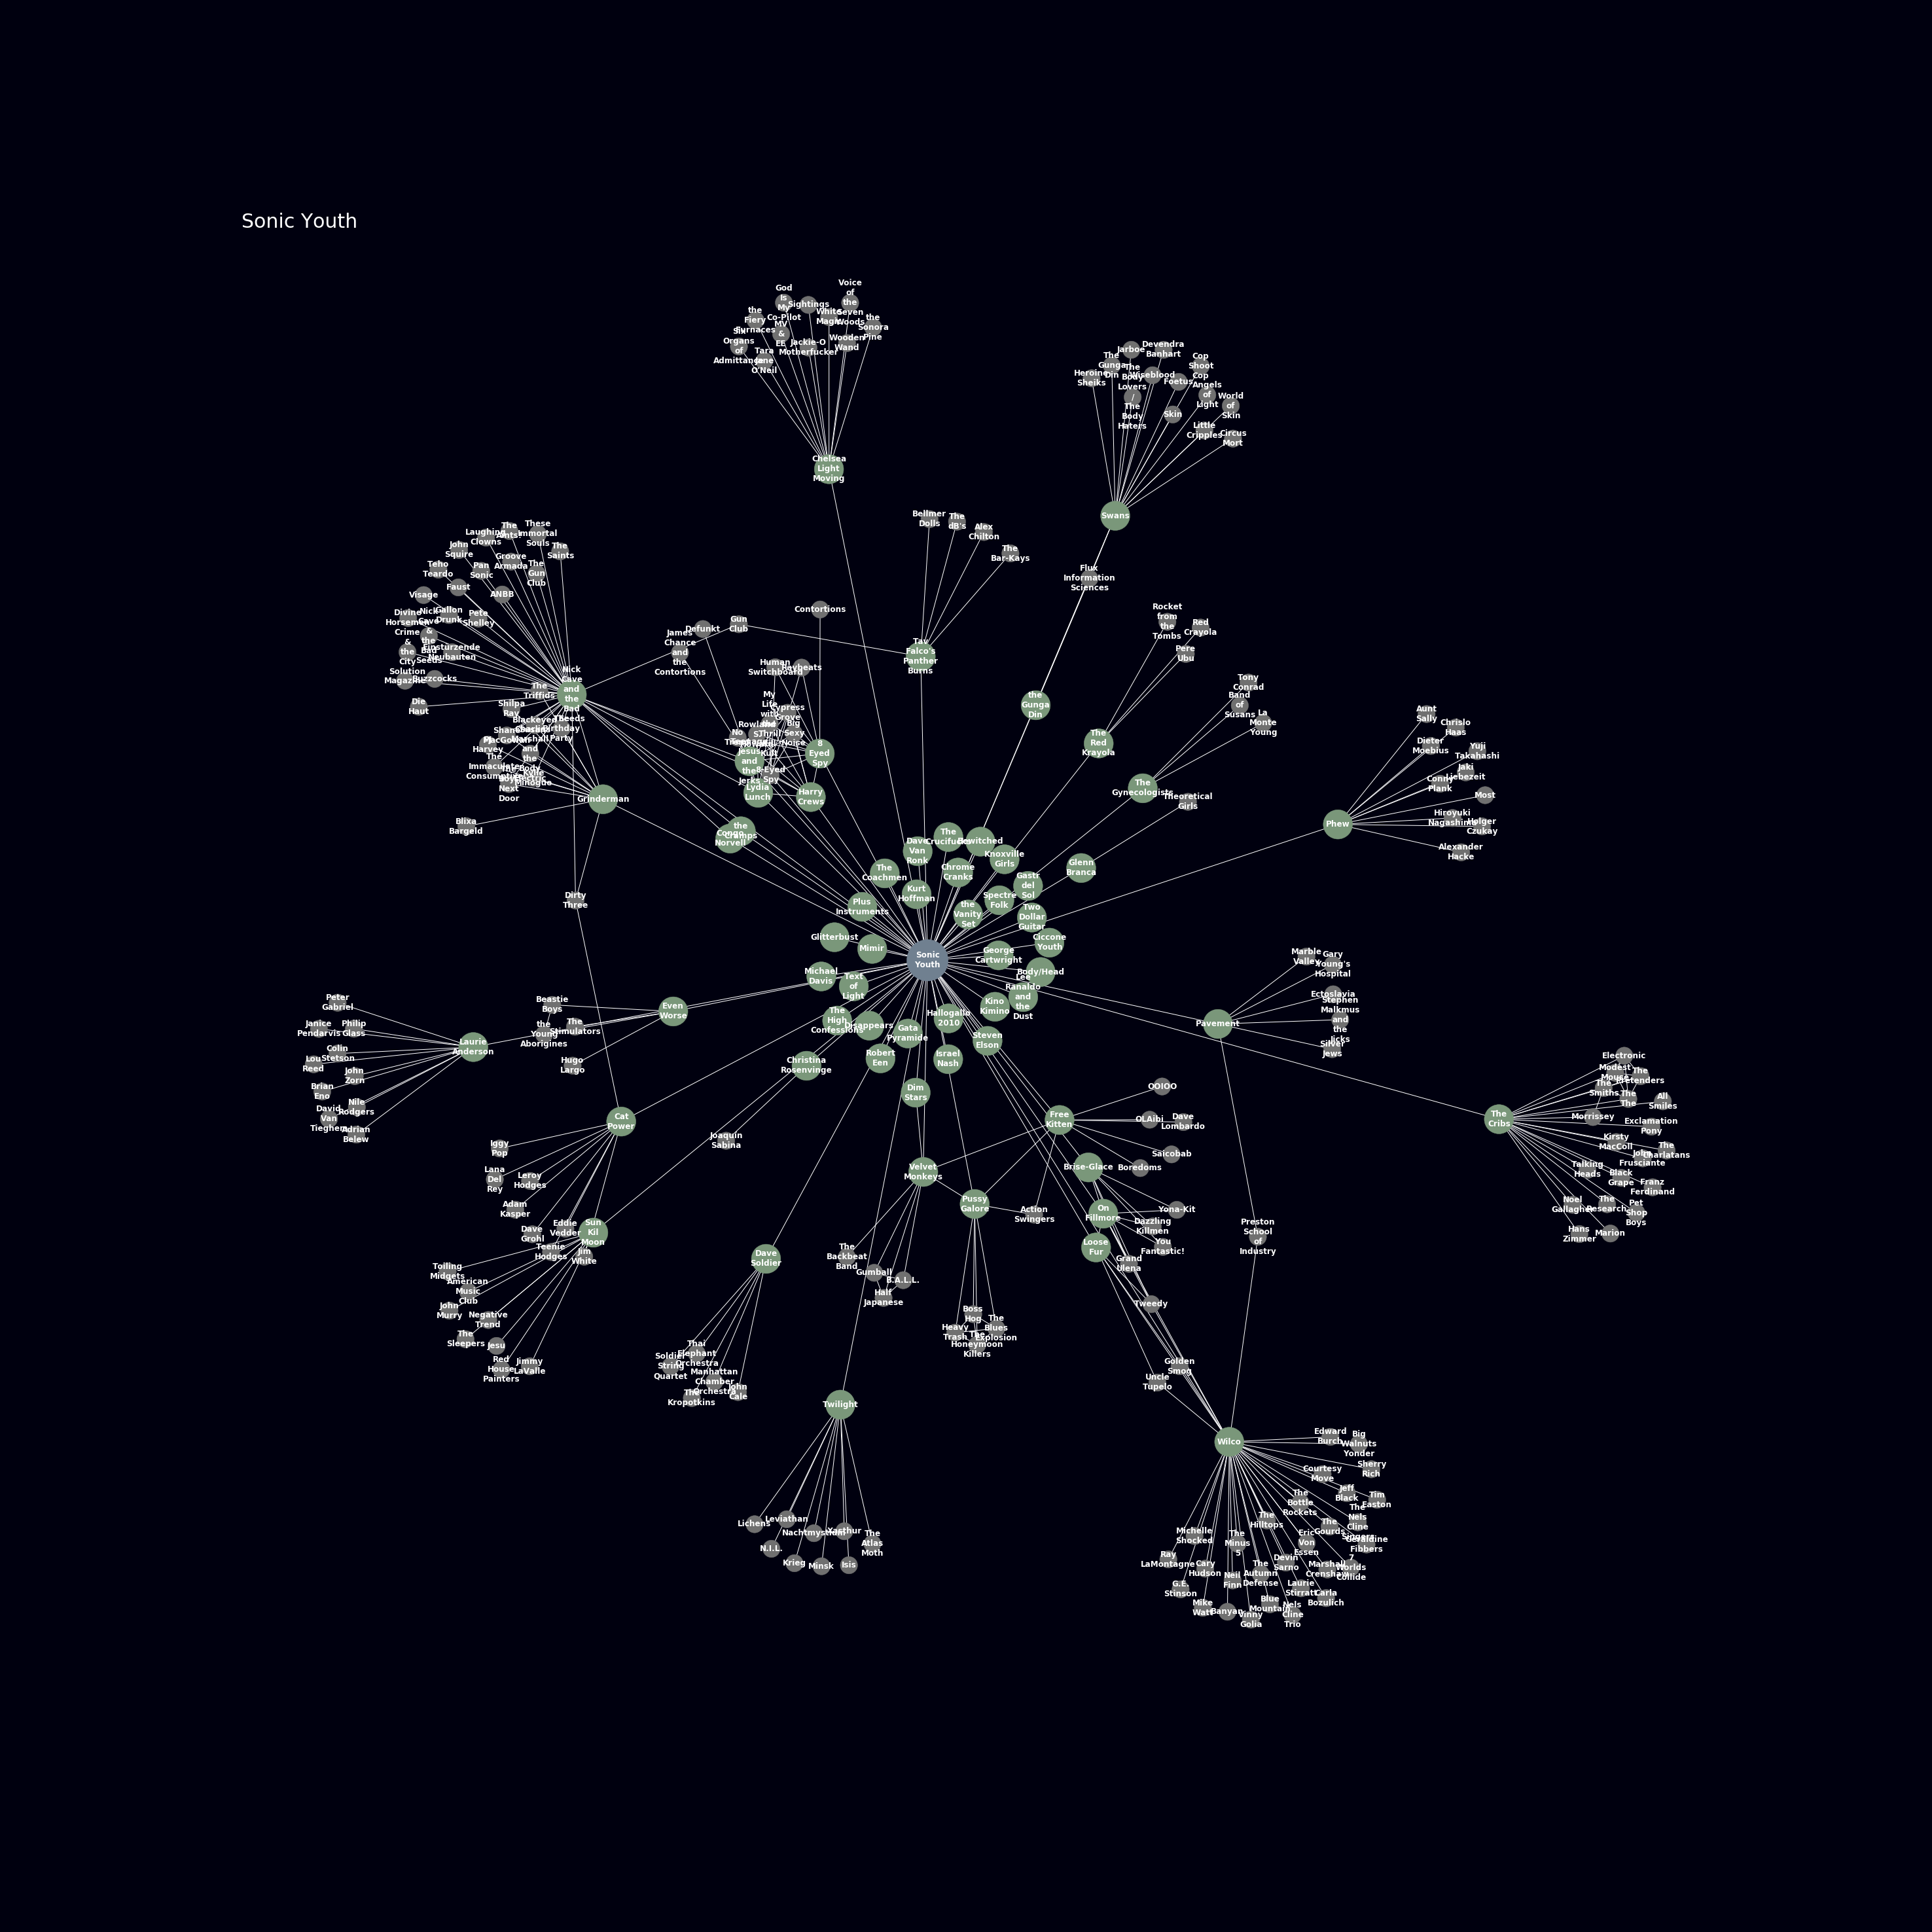 Sonic Youth
God
Is
My
Co-Pilot
Sightings
White
Magic
Voice
of
the
Seven
Woods
the
Sonora
Pine
the
Fiery
Furnaces
MV
&
EE
Jackie-O
Motherfucker
Wooden
Wand
Six
Organs
of
Admittance
Tara
Jane
O'Neil
Chelsea
Light
Moving
Heroine
Sheiks
The
Gunga
Din
Jarboe
The
Body
Lovers
/
The
Body
Haters
Devendra
Banhart
Wiseblood
Foetus
Cop
Shoot
Cop
Angels
of
Light
World
of
Skin
Skin
Little
Cripples
Circus
Mort
Swans
Flux
Information
Sciences
Bellmer
Dolls
The
dB's
Alex
Chilton
The
Bar-Kays
Tav
Falco's
Panther
Burns
Laughing
Clowns
The
Ants!
These
Immortal
Souls
The
Saints
John
Squire
Groove
Armada
The
Gun
Club
Teho
Teardo
Pan
Sonic
Faust
ANBB
Visage
Divine
Horsemen
Nick
Cave
&
the
Bad
Seeds
Gallon
Drunk
Pete
Shelley
Crime
&
the
City
Solution
Einsturzende
Neubauten
Magazine
Buzzcocks
Die
Haut
The
Triffids
Nick
Cave
and
the
Bad
Seeds
Shilpa
Ray
PJ
Harvey
The
Immaculate
Consumptive
Next
Door
Kylie
Minogue
Birthday
Party
Grinderman
Blixa
Bargeld
Dirty
Three
James
Chance
and
the
Contortions
Defunkt
Gun
Club
Contortions
Human
Switchboard
Heybeats
My
Life
with
Cypress
Grove
Big
Sexy
Noise
8
Eyed
Spy
Jesus
and
the
Jerks
Lydia
Lunch
Harry
Crews
the
Cramps
Congo
Norvell
the
Gunga
Din
Rocket
from
the
Tombs
Red
Crayola
Pere
Ubu
The
Red
Krayola
Tony
Conrad
Band
of
Susans
La
Monte
Young
The
Gynecologists
Theoretical
Girls
Glenn
Branca
Aunt
Sally
Chrislo
Haas
Dieter
Moebius
Yuji
Takahashi
Jaki
Liebezeit
Conny
Plank
Most
Hiroyuki
Nagashima
Holger
Czukay
Alexander
Hacke
Phew
The
Coachmen
Dave
Van
Ronk
The
Crucifucks
Bewitched
Knoxville
Girls
Chrome
Cranks
Kurt
Hoffman
Gastr
del
Sol
Spectre
Folk
the
Vanity
Set
Two
Dollar
Guitar
Plus
Instruments
Glitterbust
Mimir
Sonic
Youth
George
Cartwright
Ciccone
Youth
Body/Head
Lee
Ranaldo
and
the
Dust
Kino
Kimino
Michael
Davis
Text
of
Light
The
High
Confessions
Disappears
Gata
Pyramide
Hallogallo
2010
Steven
Elson
Robert
Een
Israel
Nash
Dim
Stars
Christina
Rosenvinge
Joaquin
Sabina
Even
Worse
Beastie
Boys
the
Young
Aborigines
The
Stimulators
Hugo
Largo
Peter
Gabriel
Janice
Pendarvis
Philip
Glass
Colin
Stetson
Lou
Reed
John
Zorn
Brian
Eno
Nile
Rodgers
David
Van
Tieghem
Adrian
Belew
Laurie
Anderson
Marble
Valley
Gary
Young's
Hospital
Ectoslavia
Stephen
Malkmus
and
the
Jicks
Silver
Jews
Pavement
Preston
School
of
Industry
Electronic
Modest
Mouse
The
Pretenders
The
Smiths
The
The
All
Smiles
Morrissey
Exclamation
Pony
Kirsty
MacColl
The
Charlatans
John
Frusciante
Talking
Heads
Black
Grape
Franz
Ferdinand
Noel
Gallagher
The
Research
Pet
Shop
Boys
Hans
Zimmer
Marion
The
Cribs
Cat
Power
Iggy
Pop
Lana
Del
Rey
Leroy
Hodges
Adam
Kasper
Dave
Grohl
Eddie
Vedder
Teenie
Hodges
Jim
White
Sun
Kil
Moon
Toiling
Midgets
American
Music
Club
John
Murry
Negative
Trend
The
Sleepers
Jesu
Red
House
Painters
Jimmy
LaValle
Free
Kitten
OOIOO
OLAibi
Dave
Lombardo
Saicobab
Boredoms
Velvet
Monkeys
Pussy
Galore
Action
Swingers
The
Backbeat
Band
Gumball
B.A.L.L.
Half
Japanese
Boss
Hog
Heavy
Trash
The
Blues
Explosion
The
Honeymoon
Killers
Brise-Glace
On
Fillmore
Loose
Fur
Yona-Kit
Dazzling
Killmen
You
Fantastic!
Grand
Ulena
Tweedy
Golden
Smog
Uncle
Tupelo
Dave
Soldier
Thai
Elephant
Orchestra
Soldier
String
Quartet
Manhattan
Chamber
Orchestra
John
Cale
The
Kropotkins
Twilight
Lichens
Leviathan
Nachtmystium
Xasthur
The
Atlas
Moth
N.I.L.
Krieg
Minsk
Isis
Wilco
Edward
Burch
Big
Walnuts
Yonder
Sherry
Rich
Courtesy
Move
Jeff
Black
Tim
Easton
The
Bottle
Rockets
The
Nels
Cline
Singers
The
Hilltops
The
Gourds
Geraldine
Fibbers
Michelle
Shocked
The
Minus
5
Eric
Von
Essen
7
Worlds
Collide
Ray
LaMontagne
Cary
Hudson
Devin
Sarno
Marshall
Crenshaw
Neil
Finn
The
Autumn
Defense
G.E.
Stinson
Laurie
Stirratt
Carla
Bozulich
Mike
Watt
Banyan
Blue
Mountain
Vinny
Golia
Nels
Cline
Trio